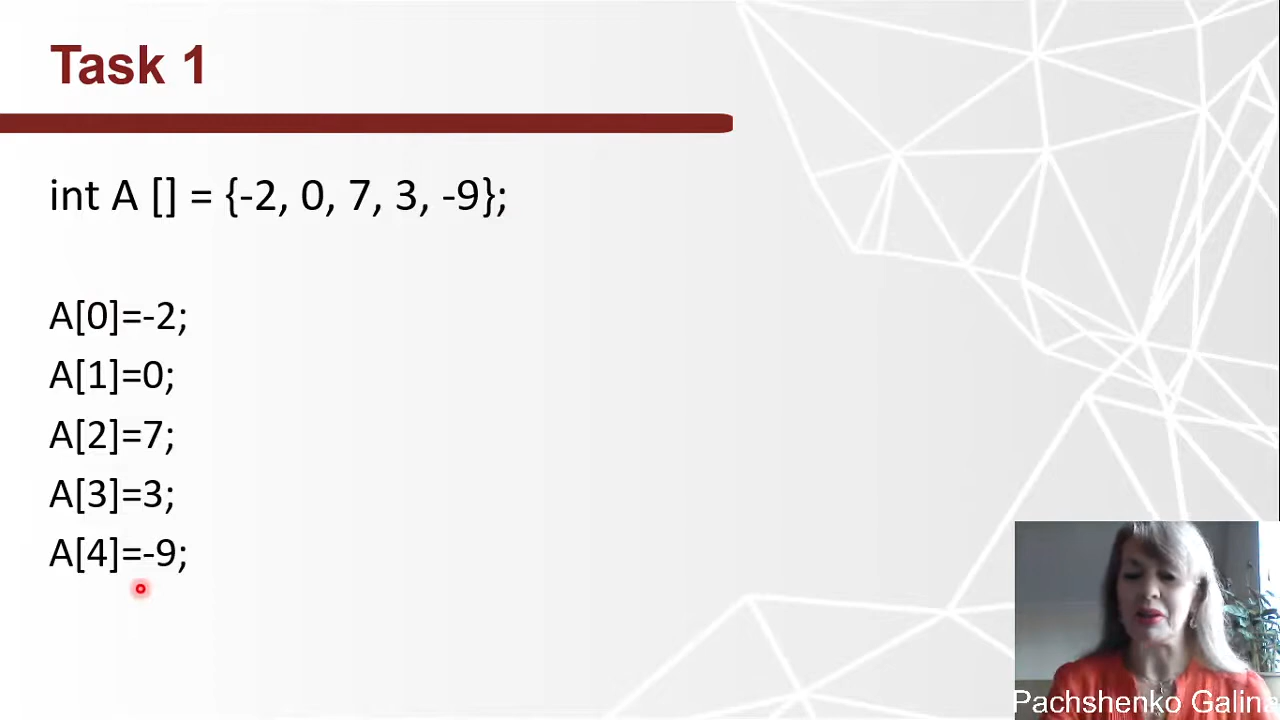 Task 1
int A [] = {-2, 0, 7, 3, -9};
A[0]=-2;
A[1]=0;
A[2]=7;
A[3]=3;
A[4]=-9;
Pachshenko Galina